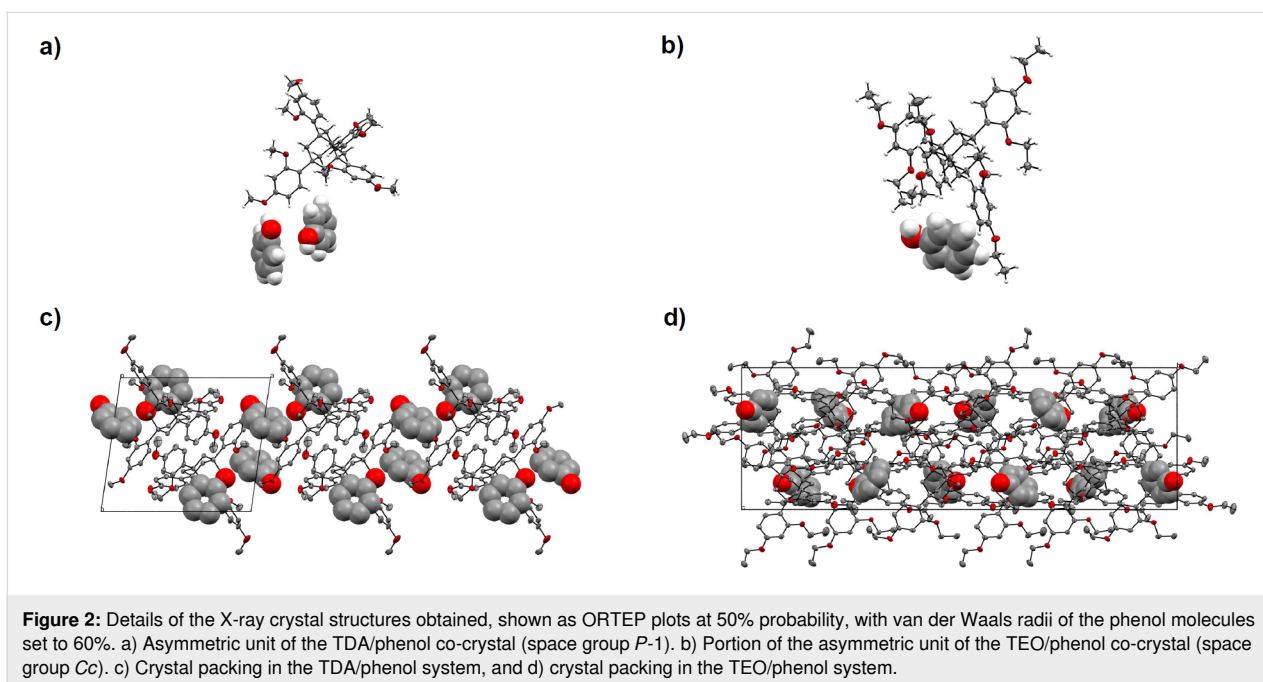 a)
b)
c)
d)
Figure 2: Details of the X-ray crystal structures obtained, shown as ORTEP plots at 50% probability, with van der Waals radii of the phenol molecules
set to 60%. a) Asymmetric unit of the TDA/phenol co-crystal (space group P-1). b) Portion of the asymmetric unit of the TEO/phenol co-crystal (space
group Cc). c) Crystal packing in the TDA/phenol system, and d) crystal packing in the TEO/phenol system.